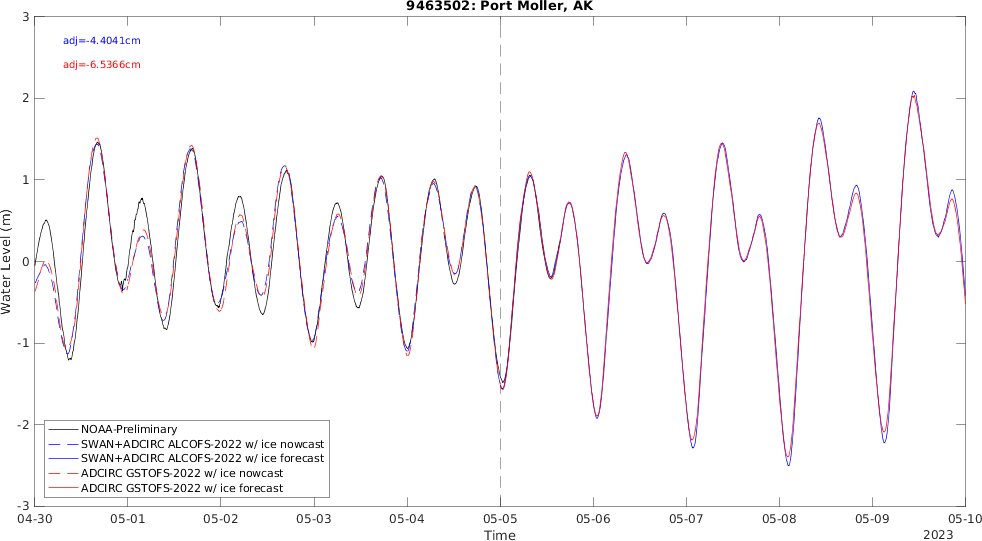 9463502: Port Moller, AK
adj=-4.4041cm
adj=-6.5366cm
Water Level (m)
3
2
1
0
-1
-2
-3
NOAA-Preliminary
SWAN+ADCIRC ALCOFS-2022 w/ ice nowcast
SWAN+ADCIRC ALCOFS-2022 w/ ice forecast
ADCIRC GSTOFS-2022 w/ ice nowcast
ADCIRC GSTOFS-2022 w/ ice forecast
04-30 05-01 05-02 05-03 05-04 05-05 05-06 05-07 05-08 05-09 05-10
Time
2023